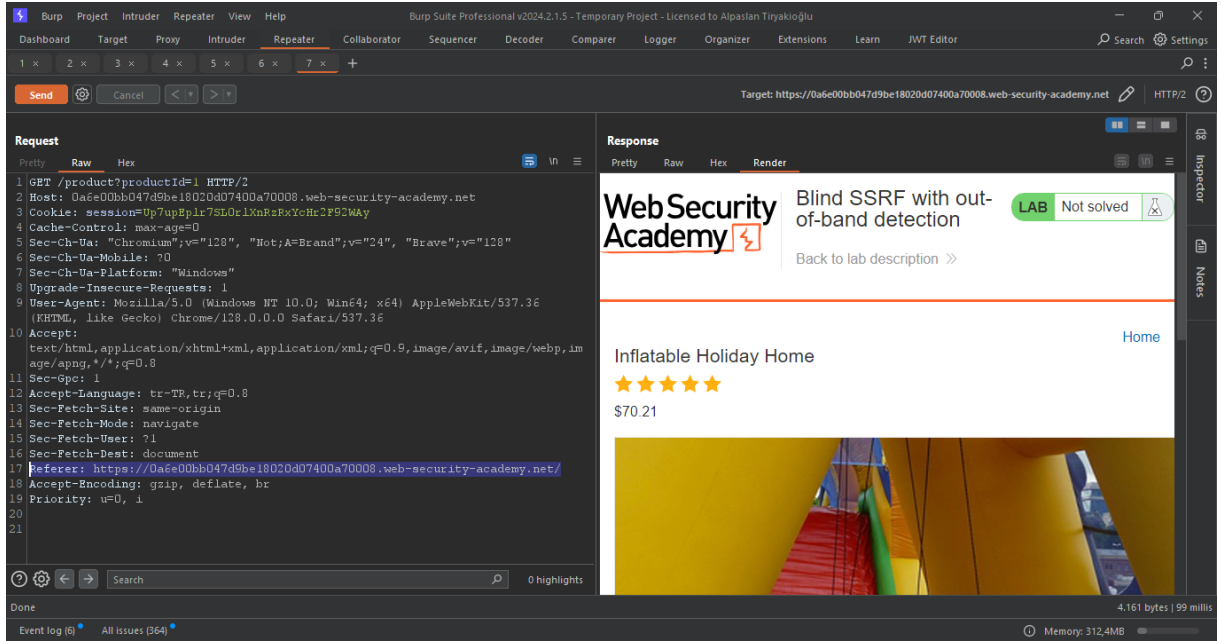 Burp Project Intruder Repeater View Help Burp Suite Professional v2024.2.1.5 - Temporary Project - Licensed to Alpaslan Tiryakioğlu
Dashboard Target Proxy Intruder Repeater Collaborator Sequencer Decoder Comparer Logger Organizer Extensions Learn JWT Editor Search Settings
1 × 2 × 3 × 4 × 5 × 6 × 7 × +
Send Cancel < > Target: https://0a6e00bb047d9be18020d07400a70008.web-security-academy.net HTTP/2
Request
Pretty Raw Hex \n
1 GET /product?productId=1 HTTP/2
2 Host: 0a6e00bb047d9be18020d07400a70008.web-security-academy.net
3 Cookie: session=Up7upEplr7SLOrlXnRzRxYcHr2F92WAy
4 Cache-Control: max-age=0
5 Sec-Ch-Ua: "Chromium";v="128", "Not;A=Brand";v="24", "Brave";v="128"
6 Sec-Ch-Ua-Mobile: ?0
7 Sec-Ch-Ua-Platform: "Windows"
8 Upgrade-Insecure-Requests: 1
9 User-Agent: Mozilla/5.0 (Windows NT 10.0; Win64; x64) AppleWebKit/537.36
(KHTML, like Gecko) Chrome/128.0.0.0 Safari/537.36
10 Accept:
text/html,application/xhtml+xml,application/xml;q=0.9,image/avif,image/webp,im
age/apng,*/*;q=0.8
11 Sec-Gpc: 1
12 Accept-Language: tr-TR,tr;q=0.8
13 Sec-Fetch-Site: same-origin
14 Sec-Fetch-Mode: navigate
15 Sec-Fetch-User: ?1
16 Sec-Fetch-Dest: document
17 Referer: https://0a6e00bb047d9be18020d07400a70008.web-security-academy.net/
18 Accept-Encoding: gzip, deflate, br
19 Priority: u=0, i
20
21
Search 0 highlights
Response
Pretty Raw Hex Render \n
Web Security
Academy
Blind SSRF with out-
of-band detection
Back to lab description
LAB Not solved
Home
Inflatable Holiday Home
$70.21
Inspector
Notes
Done 4.161 bytes | 99 millis
Event log (6) All issues (364) Memory: 312,4MB